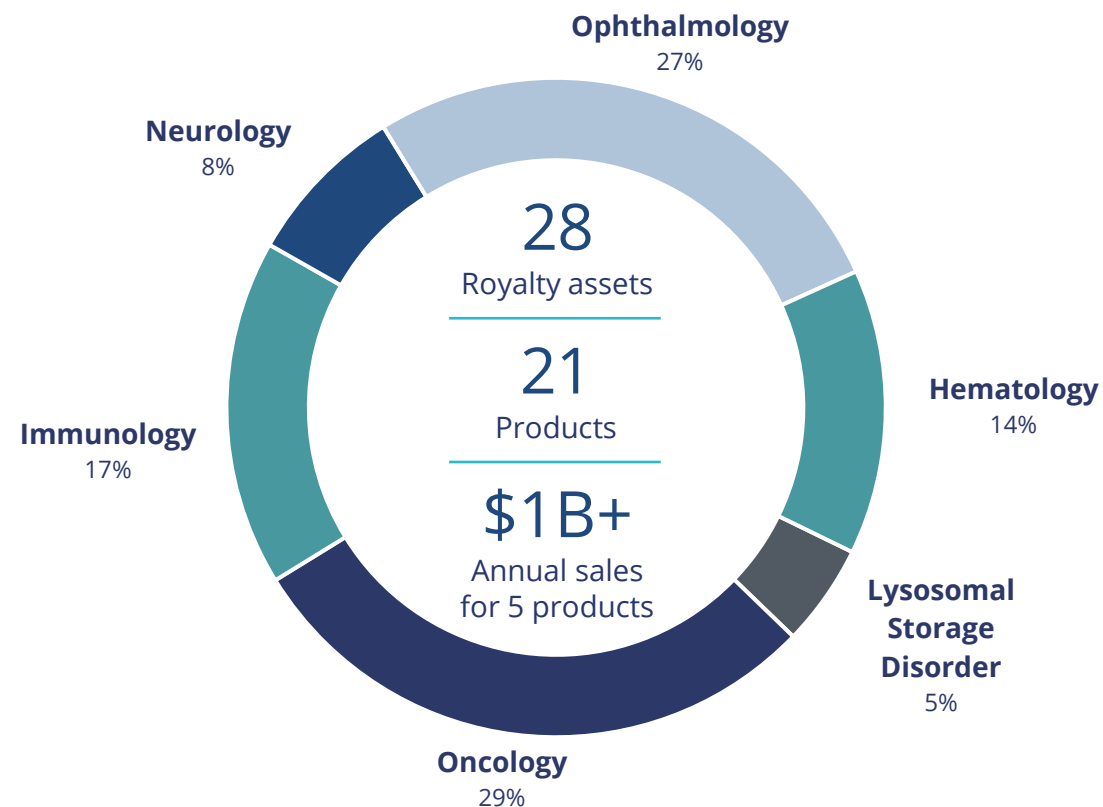 Ophthalmology
27%
Neurology
8%
28
Royalty assets
21
Products
$1B+
Annual sales
for 5 products
Hematology
14%
Immunology
17%
Lysosomal
Storage
Disorder
5%
Oncology
29%